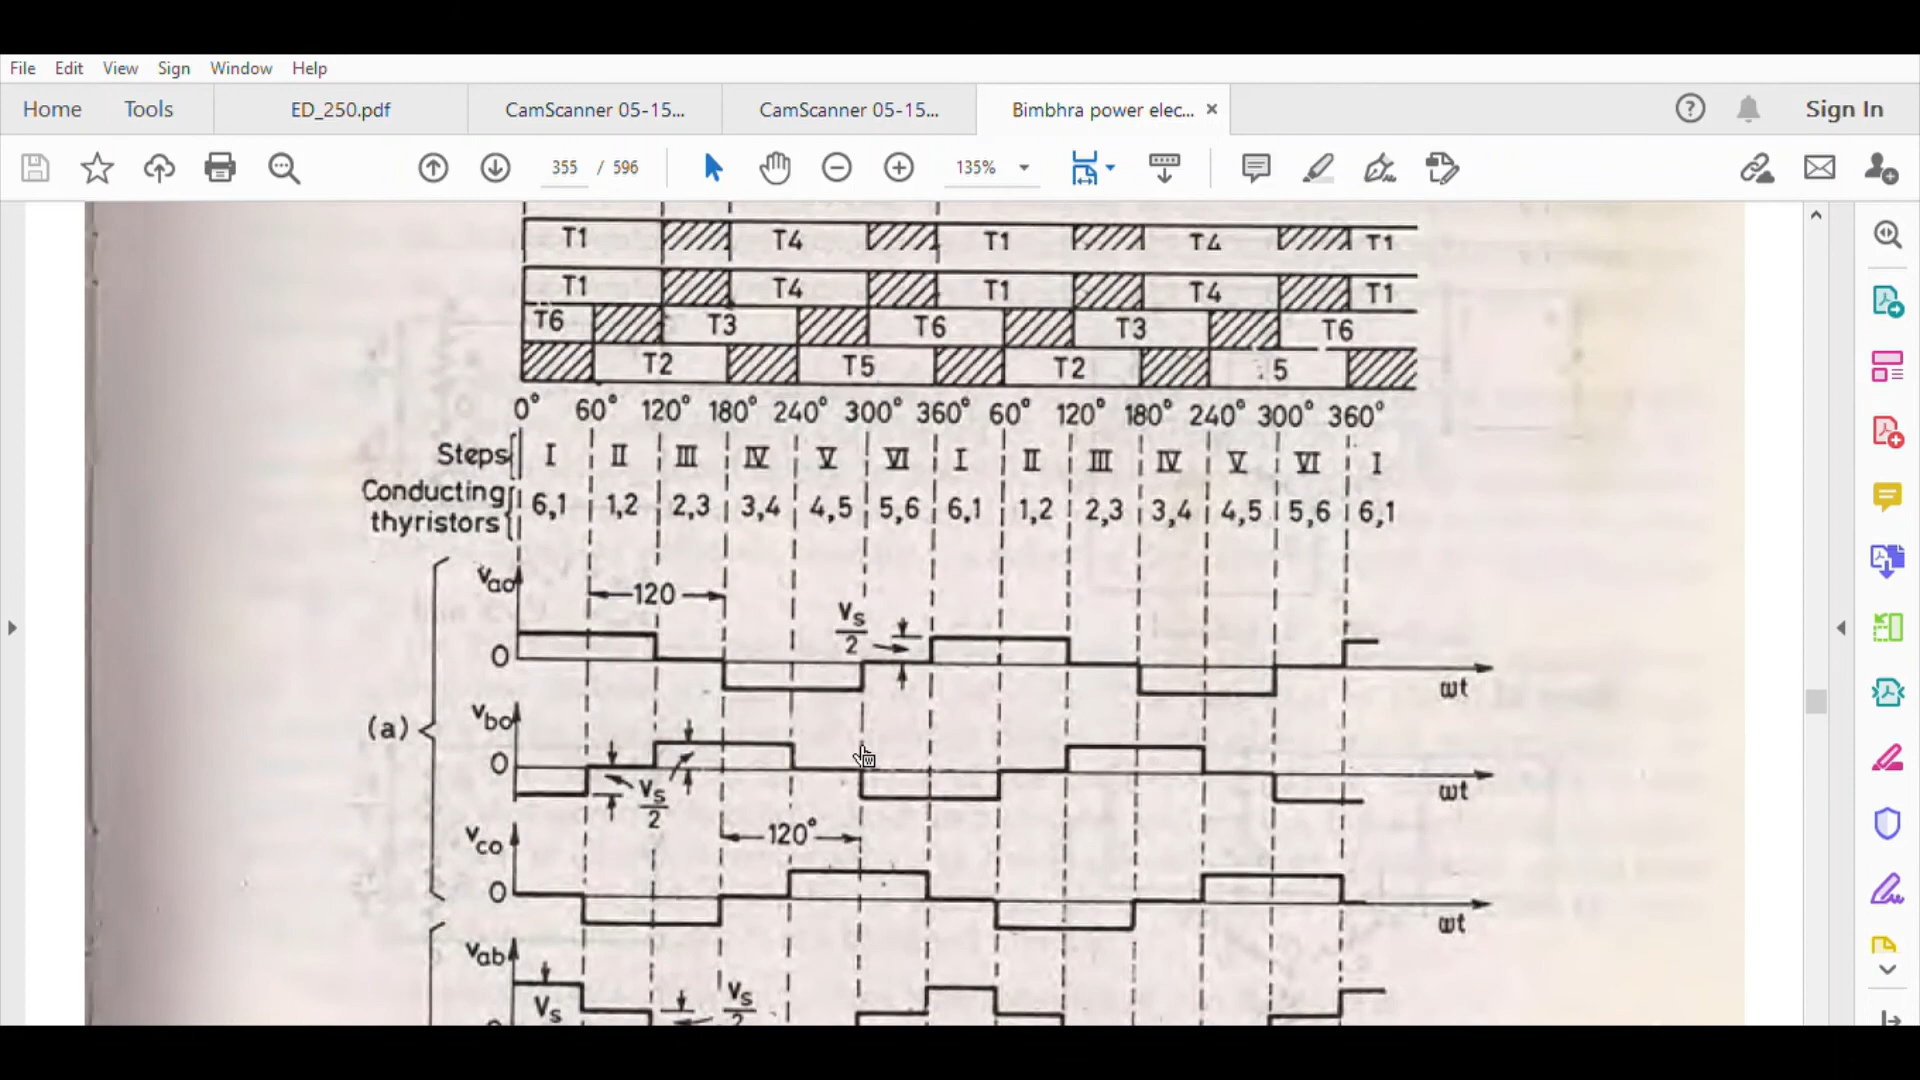 File Edit View Sign Window Help
Home Tools ED_250.pdf CamScanner 05-15... CamScanner 05-15... Bimbhra power elec... × Sign In
355 / 596 135%
T1 T4 T1 T4 T1
T1 T4 T1 T4 T1
T6 T3 T6 T3 T6
T2 T5 T2 5
0° 60° 120° 180° 240° 300° 360° 60° 120° 180° 240° 300° 360°
Steps I II III IV V VI I II III IV V VI I
Conducting thyristors 6,1 1,2 2,3 3,4 4,5 5,6 6,1 1,2 2,3 3,4 4,5 5,6 6,1
vao 120 Vs/2
0 ωt
(a)
vbo
0 Vs/2 ωt
vco 120°
0 ωt
vab
Vs Vs/2